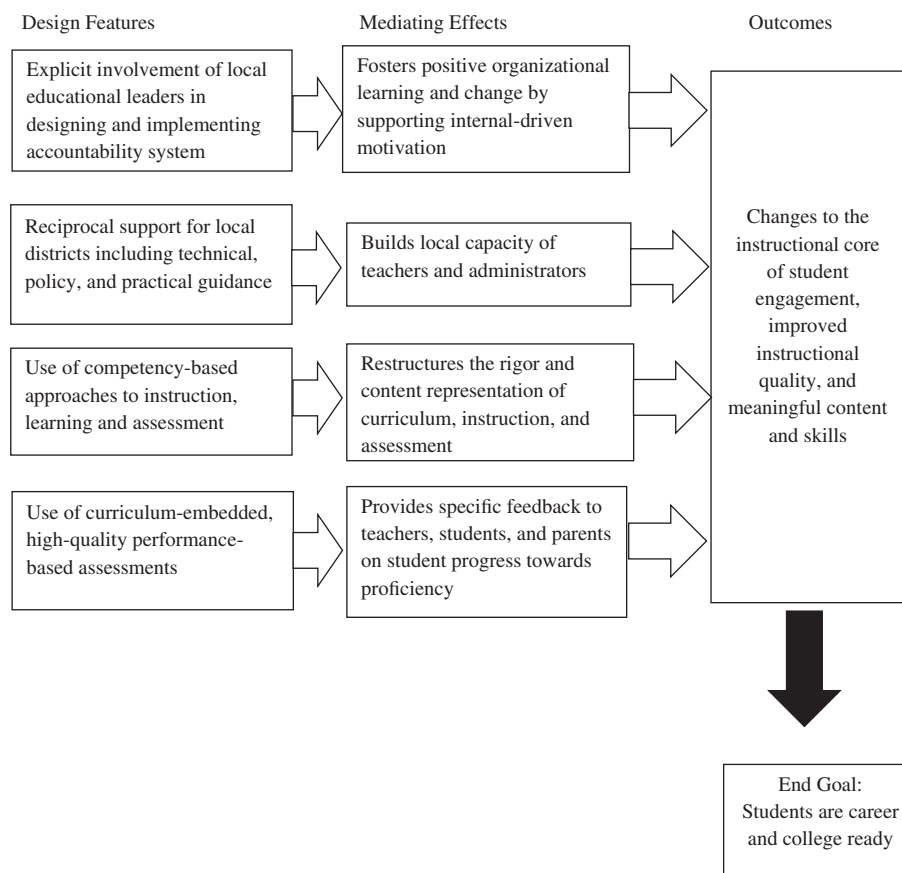 Design Features
Mediating Effects
Outcomes
Explicit involvement of local
educational leaders in
designing and implementing
accountability system
Fosters positive organizational
learning and change by
supporting internal-driven
motivation
Reciprocal support for local
districts including technical,
policy, and practical guidance
Builds local capacity of
teachers and administrators
Use of competency-based
approaches to instruction,
learning and assessment
Restructures the rigor and
content representation of
curriculum, instruction, and
assessment
Use of curriculum-embedded,
high-quality performance-
based assessments
Provides specific feedback to
teachers, students, and parents
on student progress towards
proficiency
Changes to the
instructional core
of student
engagement,
improved
instructional
quality, and
meaningful content
and skills
End Goal:
Students are career
and college ready